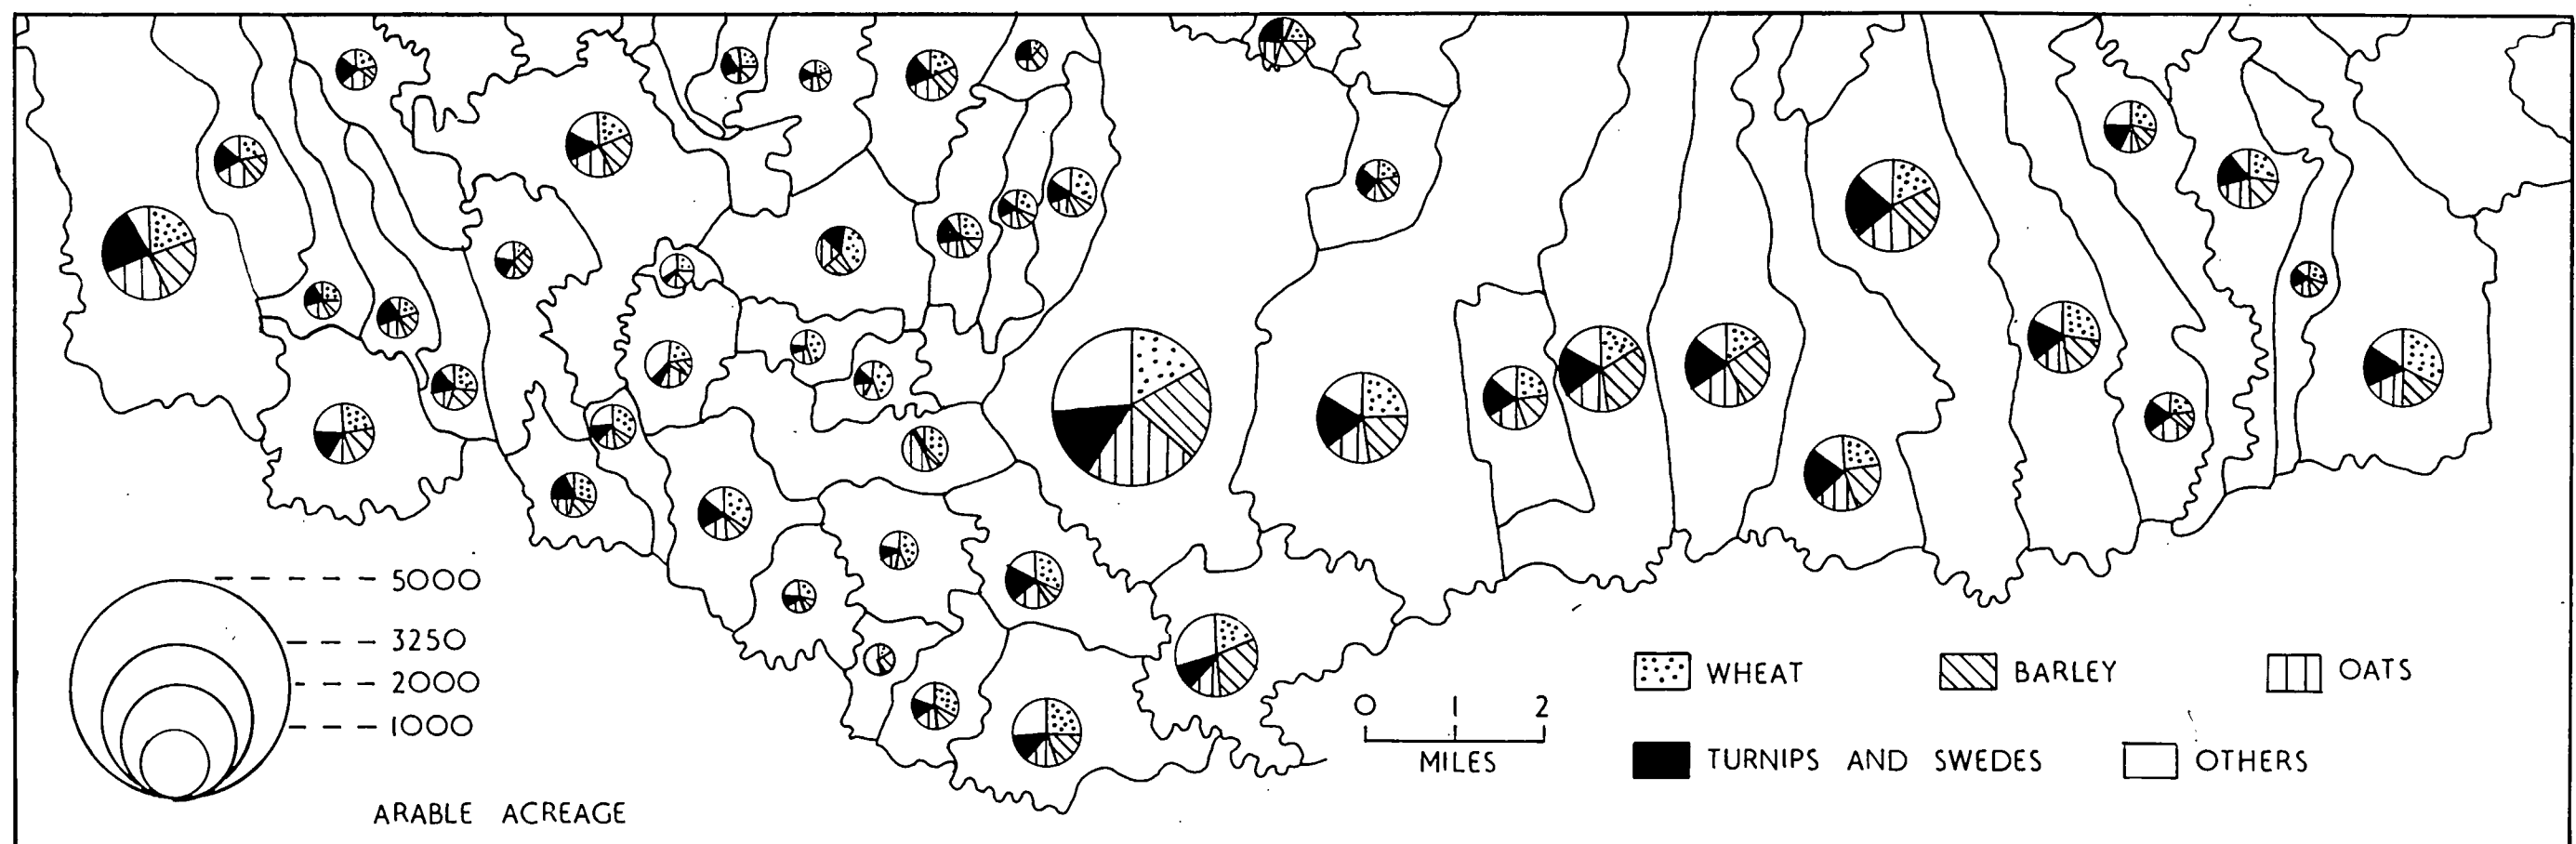 5000
3250
2000
1000
ARABLE ACREAGE
0 1 2
MILES
WHEAT BARLEY OATS
TURNIPS AND SWEDES OTHERS